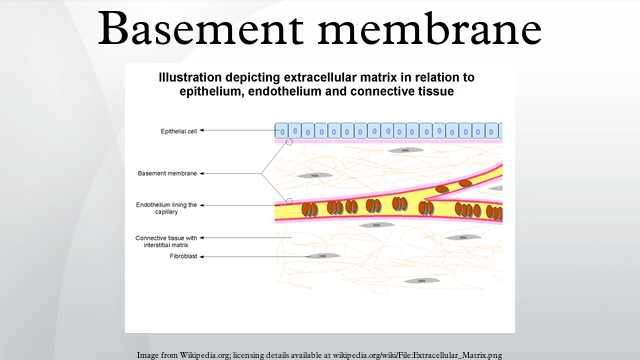 Basement membrane
Illustration depicting extracellular matrix in relation to
epithelium, endothelium and connective tissue
Epithelial cell
Basement membrane
Endothelium lining the
capillary
Connective tissue with
interstitial matrix
Fibroblast
Image from Wikipedia.org; licensing details available at wikipedia.org/wiki/File:Extracellular_Matrix.png